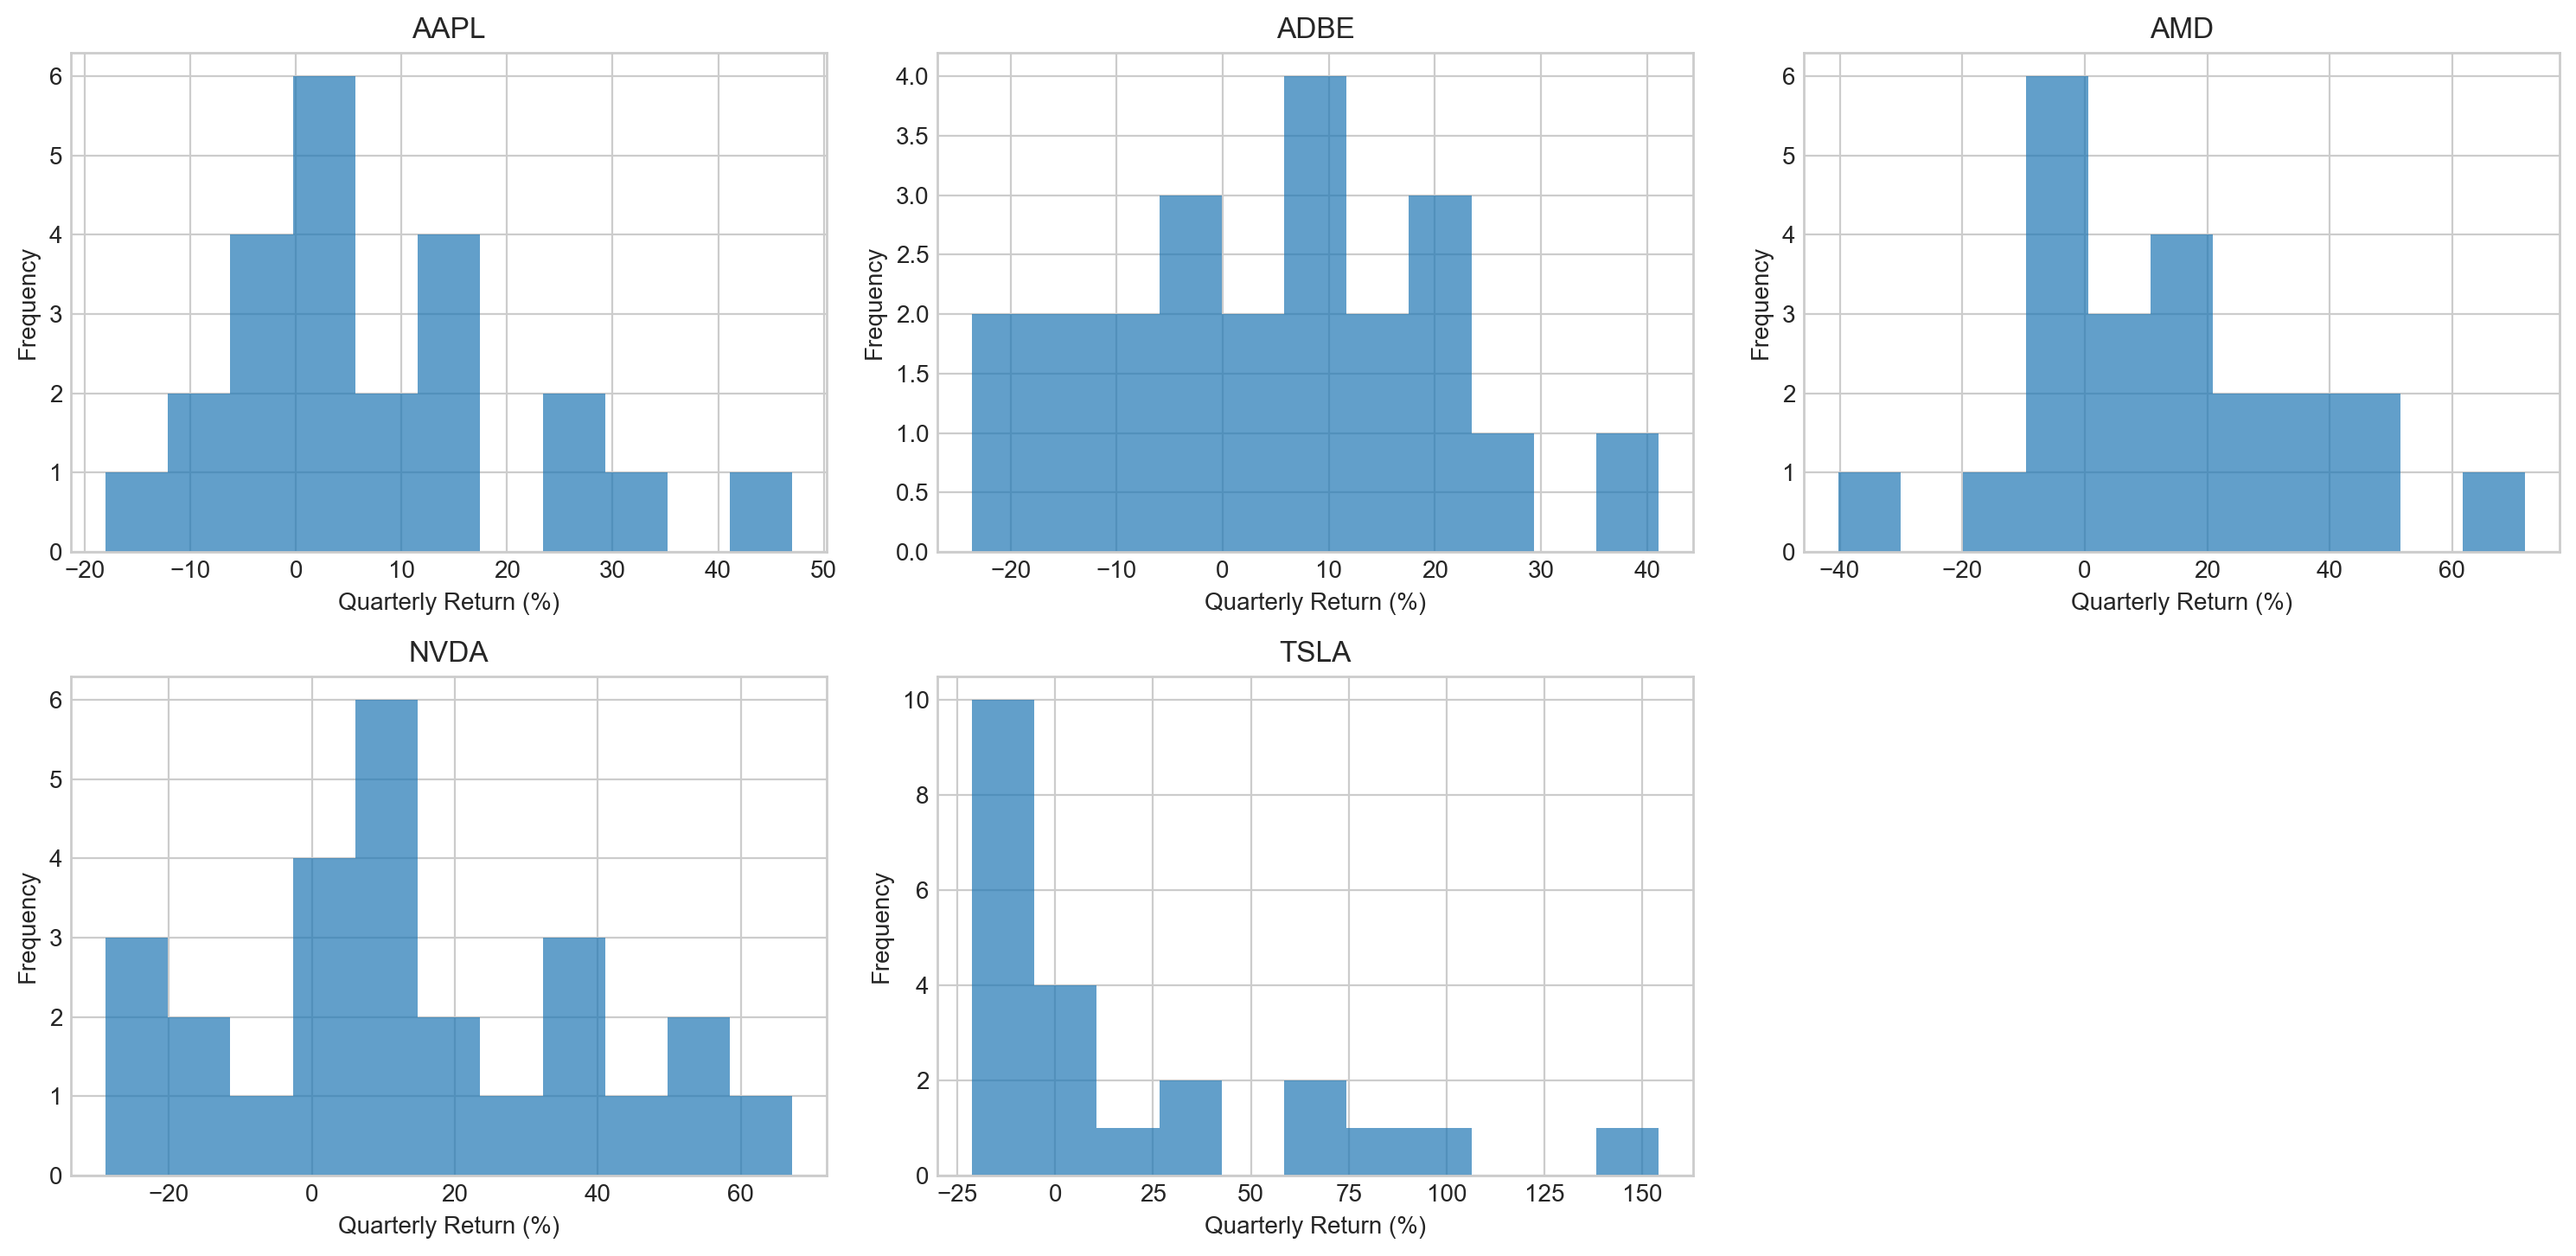 AAPL
Frequency
6
5
4
3
2
1
0
−20 −10 0 10 20 30 40 50
Quarterly Return (%)
ADBE
Frequency
4.0
3.5
3.0
2.5
2.0
1.5
1.0
0.5
0.0
−20 −10 0 10 20 30 40
Quarterly Return (%)
AMD
Frequency
6
5
4
3
2
1
0
−40 −20 0 20 40 60
Quarterly Return (%)
NVDA
Frequency
6
5
4
3
2
1
0
−20 0 20 40 60
Quarterly Return (%)
TSLA
Frequency
10
8
6
4
2
0
−25 0 25 50 75 100 125 150
Quarterly Return (%)